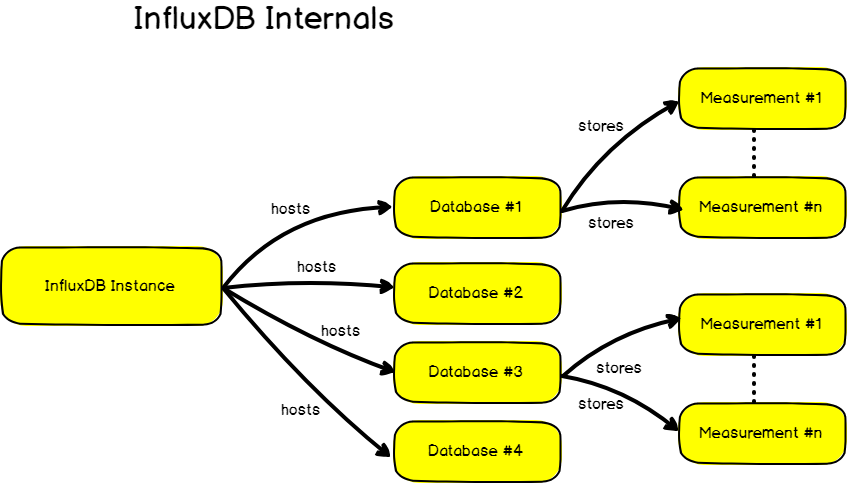 InfluxDB Internals
Measurement #1
stores
Measurement #n
stores
hosts
Database #1
hosts
Database #2
InfluxDB Instance
hosts
Database #3
hosts
Database #4
Measurement #1
stores
stores
Measurement #n